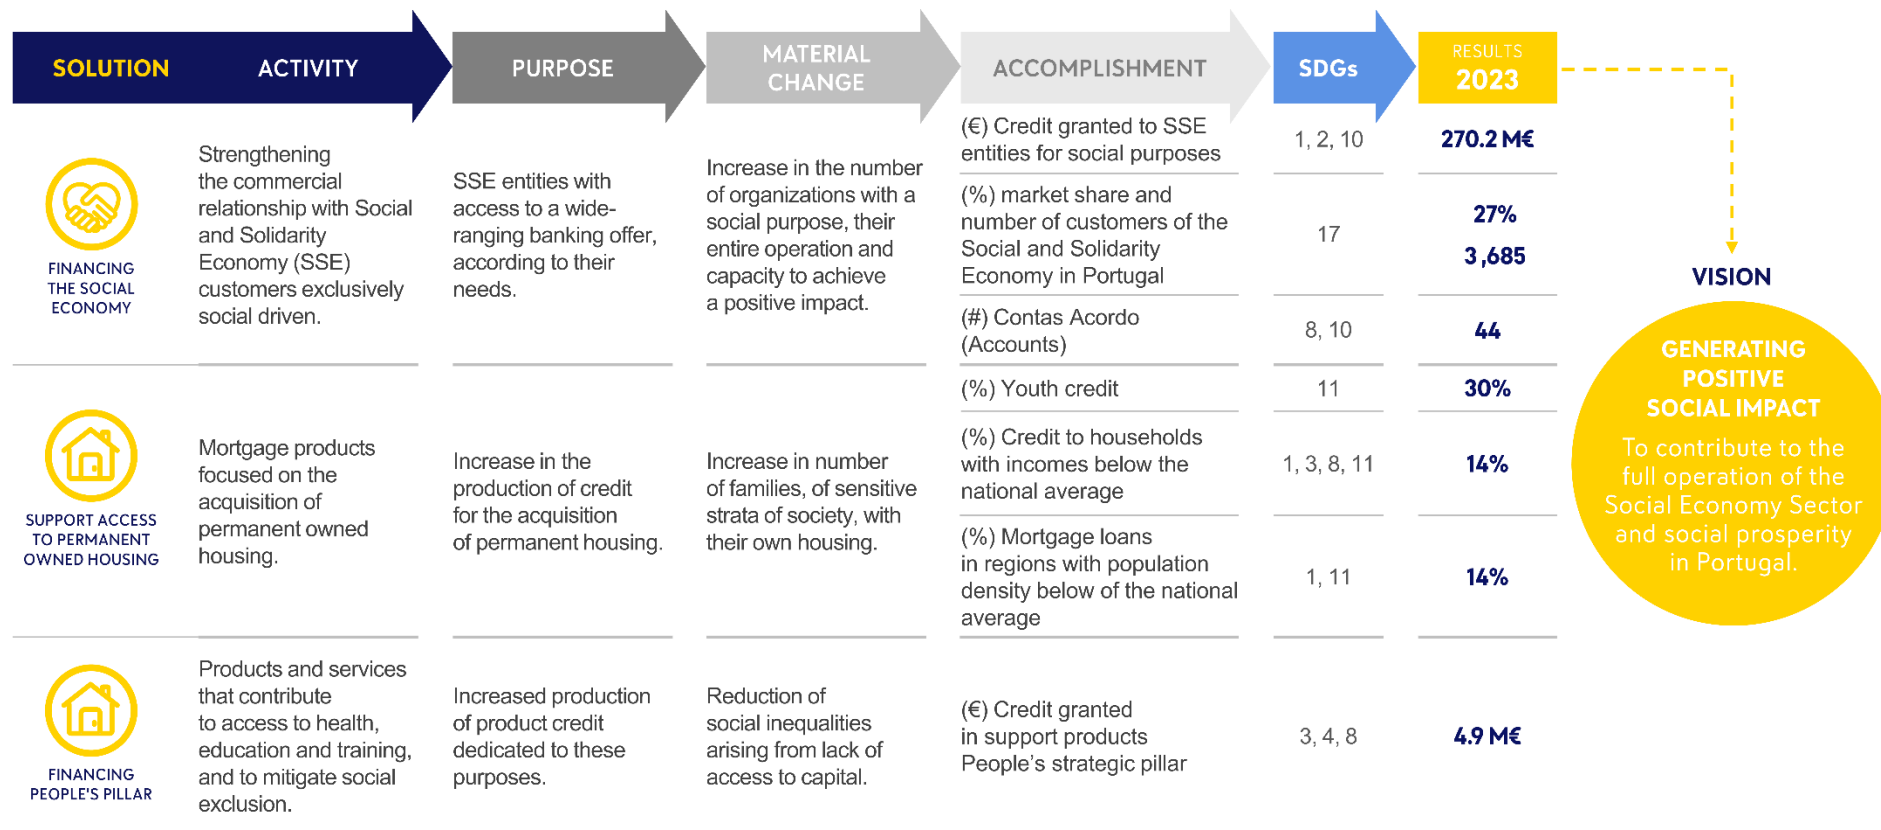 SOLUTION
ACTIVITY
PURPOSE
MATERIAL
CHANGE
ACCOMPLISHMENT
SDGs
RESULTS
2023
FINANCING
THE SOCIAL
ECONOMY
Strengthening
the commercial
relationship with Social
and Solidarity
Economy (SSE)
customers exclusively
social driven.
SSE entities with
access to a wide-
ranging banking offer,
according to their
needs.
Increase in the number
of organizations with a
social purpose, their
entire operation and
capacity to achieve
a positive impact.
(€) Credit granted to SSE
entities for social purposes
1, 2, 10
270.2 M€
(%) market share and
number of customers of the
Social and Solidarity
Economy in Portugal
17
27%
3,685
(#) Contas Acordo
(Accounts)
8, 10
44
SUPPORT ACCESS
TO PERMANENT
OWNED HOUSING
Mortgage products
focused on the
acquisition of
permanent owned
housing.
Increase in the
production of credit
for the acquisition
of permanent housing.
Increase in number
of families, of sensitive
strata of society, with
their own housing.
(%) Youth credit
11
30%
(%) Credit to households
with incomes below the
national average
1, 3, 8, 11
14%
(%) Mortgage loans
in regions with population
density below of the national
average
1, 11
14%
FINANCING
PEOPLE'S PILLAR
Products and services
that contribute
to access to health,
education and training,
and to mitigate social
exclusion.
Increased production
of product credit
dedicated to these
purposes.
Reduction of
social inequalities
arising from lack of
access to capital.
(€) Credit granted
in support products
People's strategic pillar
3, 4, 8
4.9 M€
VISION
GENERATING
POSITIVE
SOCIAL IMPACT
To contribute to the
full operation of the
Social Economy Sector
and social prosperity
in Portugal.